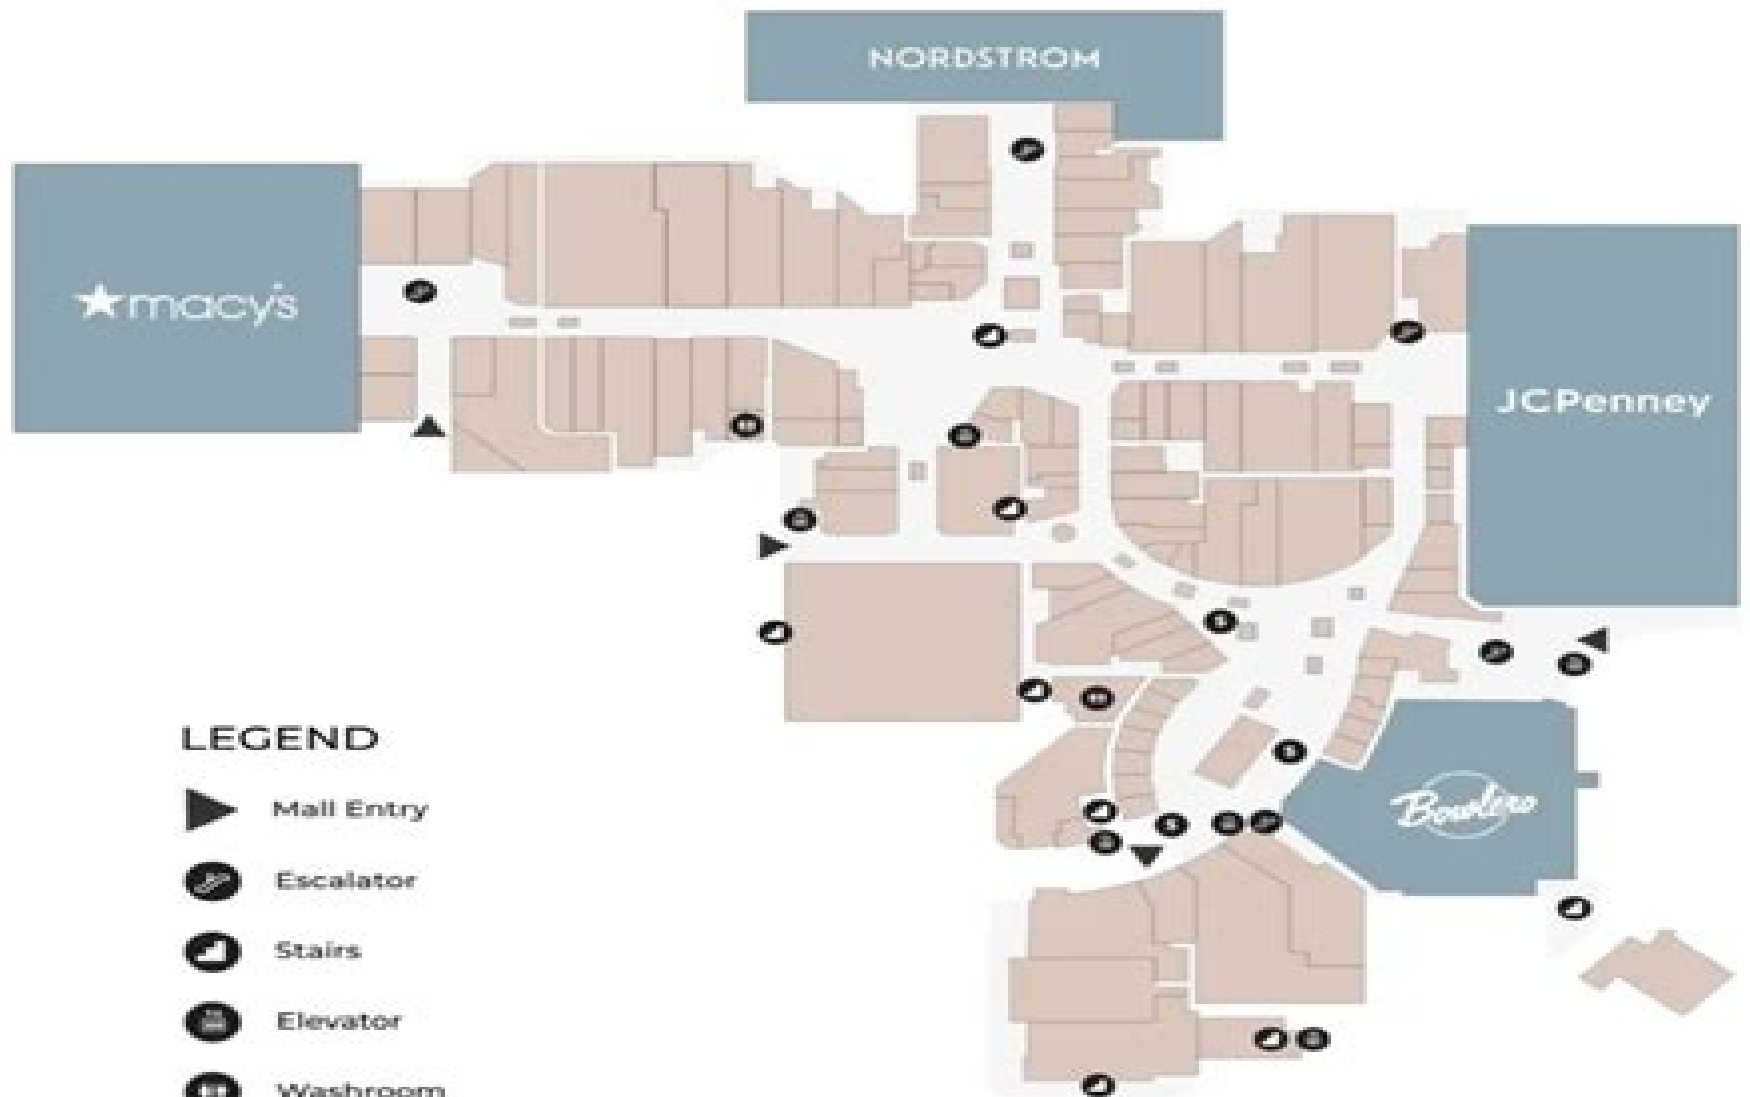 NORDSTROM
★macy's
JCPenney
Bowlero
LEGEND
Mall Entry
Escalator
Stairs
Elevator
Washroom